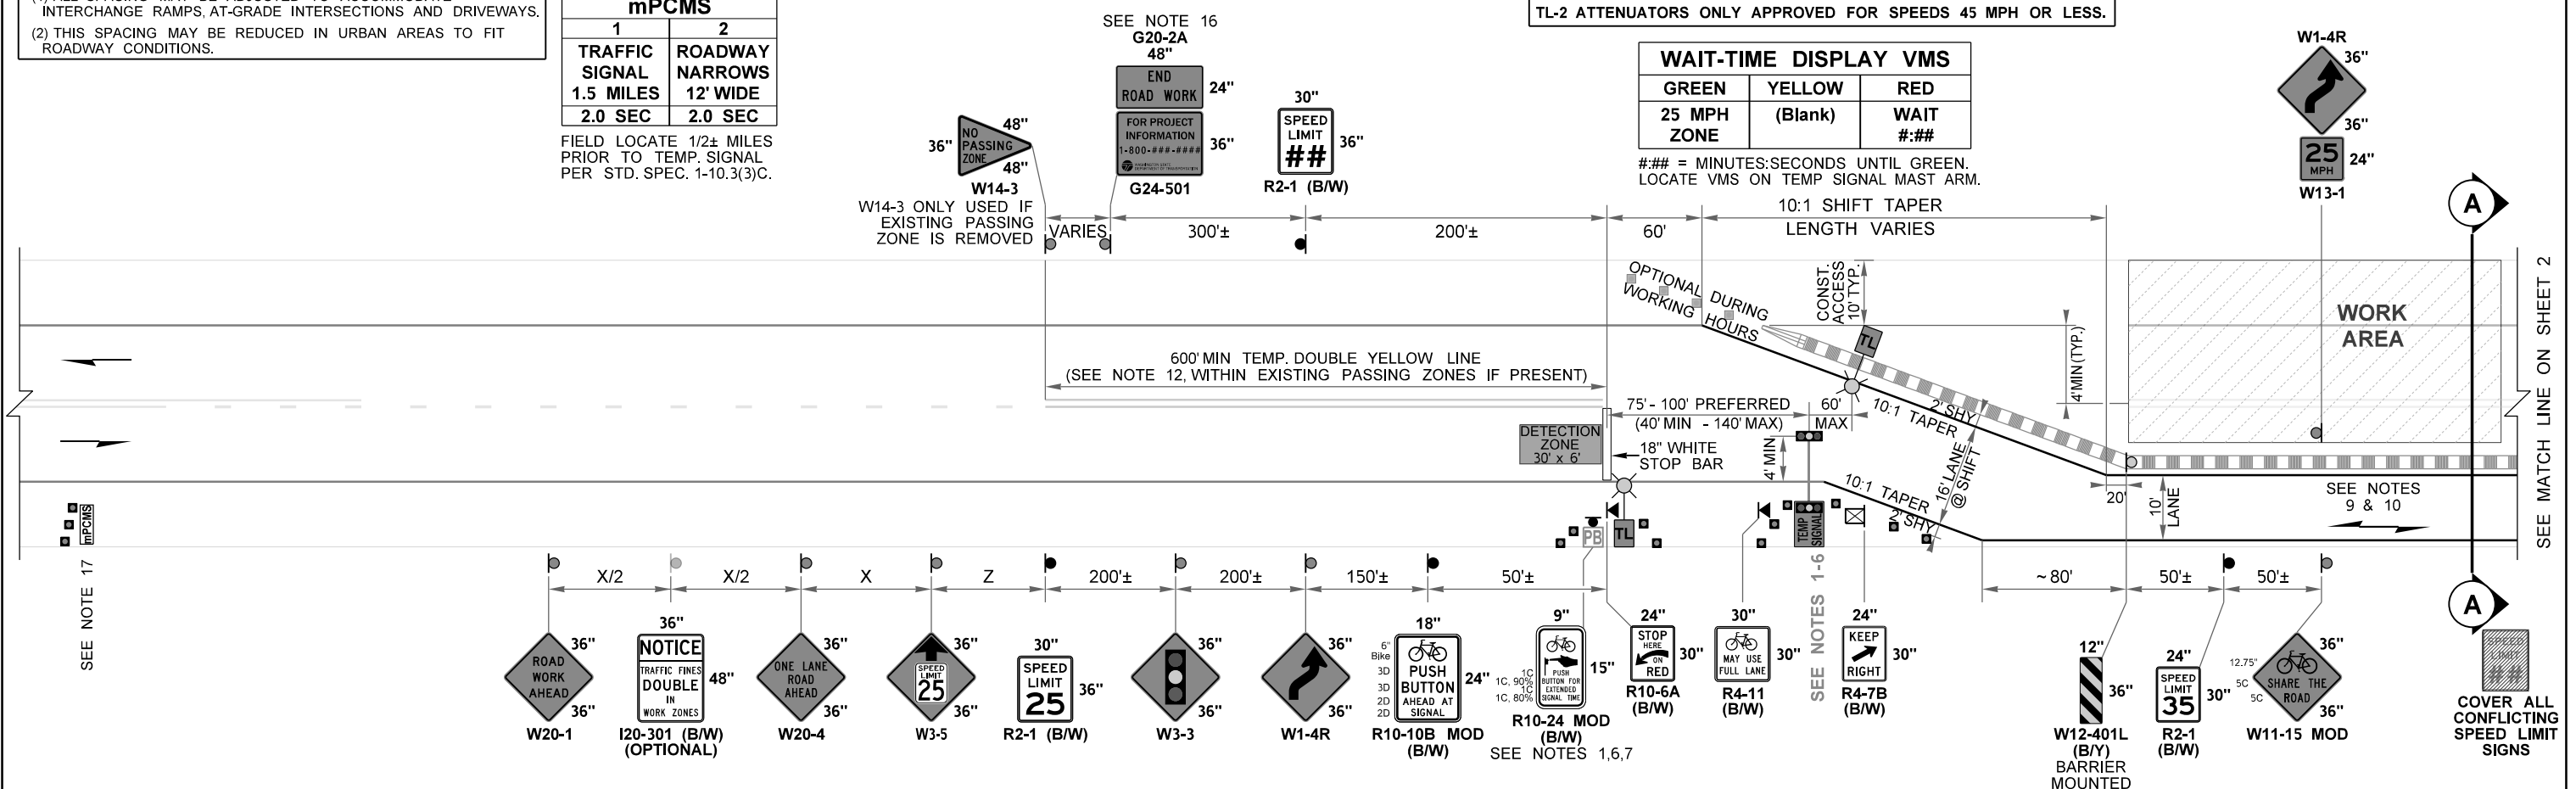 INTERCHANGE RAMPS, AT-GRADE INTERSECTIONS AND DRIVEWAYS.
(2) THIS SPACING MAY BE REDUCED IN URBAN AREAS TO FIT
ROADWAY CONDITIONS.
mPCMS
1 2
TRAFFIC ROADWAY
SIGNAL NARROWS
1.5 MILES 12' WIDE
2.0 SEC 2.0 SEC
FIELD LOCATE 1/2± MILES
PRIOR TO TEMP. SIGNAL
PER STD. SPEC. 1-10.3(3)C.
SEE NOTE 16
G20-2A
48"
END
ROAD WORK
24"
FOR PROJECT
INFORMATION
1-800-###-####
36"
G24-501
NO
PASSING
ZONE
36"
48"
48"
W14-3
W14-3 ONLY USED IF
EXISTING PASSING
ZONE IS REMOVED
30"
SPEED
LIMIT
##
36"
R2-1 (B/W)
TL-2 ATTENUATORS ONLY APPROVED FOR SPEEDS 45 MPH OR LESS.
WAIT-TIME DISPLAY VMS
GREEN YELLOW RED
25 MPH (Blank) WAIT
ZONE #:##
#:## = MINUTES:SECONDS UNTIL GREEN.
LOCATE VMS ON TEMP SIGNAL MAST ARM.
W1-4R
36"
36"
25
MPH
24"
W13-1
A
VARIES
300'±
200'±
60'
10:1 SHIFT TAPER
LENGTH VARIES
OPTIONAL DURING
WORKING HOURS
CONST.
ACCESS
10' TYP.
TL
4' MIN (TYP.)
WORK
AREA
SEE MATCH LINE ON SHEET 2
600' MIN TEMP. DOUBLE YELLOW LINE
(SEE NOTE 12, WITHIN EXISTING PASSING ZONES IF PRESENT)
75' - 100' PREFERRED
(40' MIN - 140' MAX)
60'
MAX
10:1 TAPER
2' SHY
DETECTION
ZONE
30' x 6'
18" WHITE
STOP BAR
4' MIN
10:1 TAPER
2' SHY
16' LANE
@ SHIFT
20'
10'
LANE
SEE NOTES
9 & 10
mPCMS
SEE NOTE 17
PB
TL
TEMP
SIGNAL
SEE NOTES 1-6
X/2
X/2
X
Z
200'±
200'±
150'±
50'±
~80'
50'±
50'±
A
ROAD
WORK
AHEAD
36"
36"
W20-1
36"
NOTICE
TRAFFIC FINES
DOUBLE
IN
WORK ZONES
48"
I20-301 (B/W)
(OPTIONAL)
ONE LANE
ROAD
AHEAD
36"
36"
W20-4
SPEED
LIMIT
25
36"
36"
W3-5
30"
SPEED
LIMIT
25
36"
R2-1 (B/W)
36"
36"
W3-3
36"
36"
W1-4R
18"
6"
Bike
3D
3D
2D
2D
PUSH
BUTTON
AHEAD AT
SIGNAL
24"
R10-10B MOD
(B/W)
9"
1C
1C, 90%
1C
1C, 80%
PUSH
BUTTON FOR
EXTENDED
SIGNAL TIME
15"
R10-24 MOD
(B/W)
SEE NOTES 1,6,7
24"
STOP
HERE
ON
RED
30"
R10-6A
(B/W)
30"
MAY USE
FULL LANE
30"
R4-11
(B/W)
24"
KEEP
RIGHT
30"
R4-7B
(B/W)
12"
36"
W12-401L
(B/Y)
BARRIER
MOUNTED
24"
SPEED
LIMIT
35
30"
R2-1
(B/W)
12.75"
5C
5C
SHARE THE
ROAD
36"
36"
W11-15 MOD
SPEED
LIMIT
##
COVER ALL
CONFLICTING
SPEED LIMIT
SIGNS